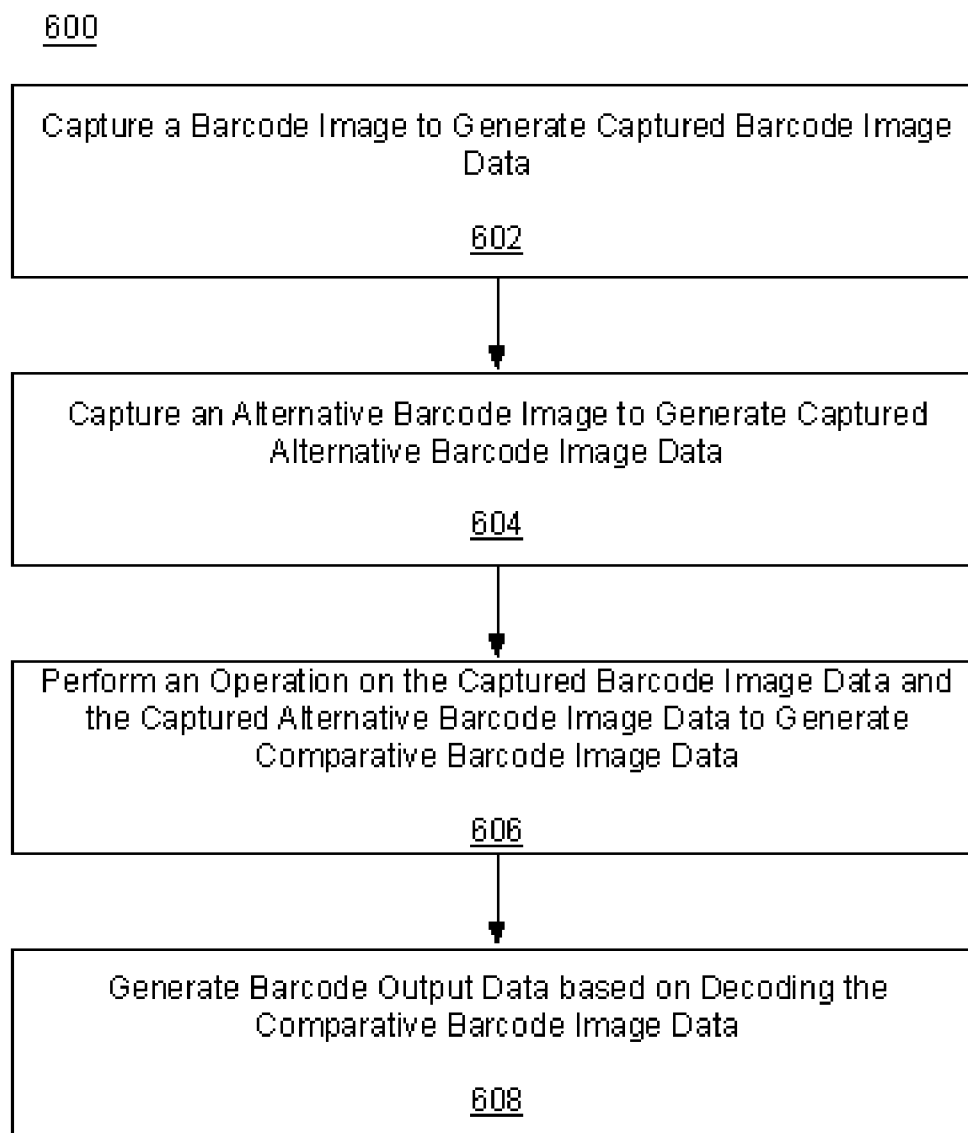 600
Capture a Barcode Image to Generate Captured Barcode Image
Data
602
Capture an Alternative Barcode Image to Generate Captured
Alternative Barcode Image Data
604
Perform an Operation on the Captured Barcode Image Data and
the Captured Alternative Barcode Image Data to Generate
Comparative Barcode Image Data
606
Generate Barcode Output Data based on Decoding the
Comparative Barcode Image Data
608